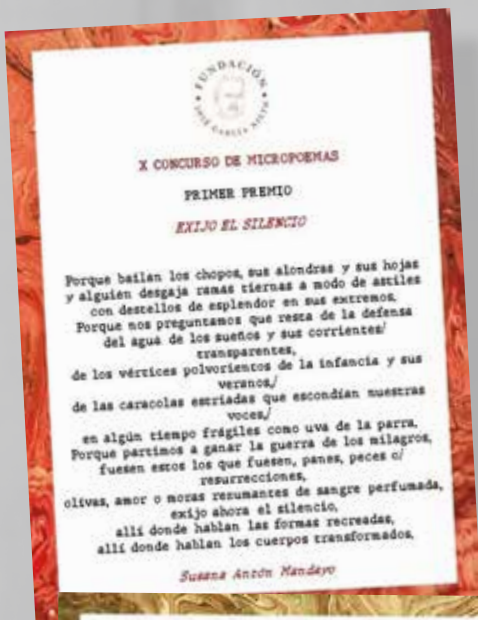 FUNDACIÓN
JOSÉ GARCÍA NIETO
X CONCURSO DE MICROPOEMAS
PRIMER PREMIO
EXIJO EL SILENCIO
Porque bailan los chopos, sus alondras y sus hojas
y alguien desgaja ramas tiernas a modo de astiles
con destellos de esplendor en sus extremos,
Porque nos preguntamos que resta de la defensa
del agua de los sueños y sus corrientes/
transparentes,
de los vértices polvorientos de la infancia y sus
veranos,/
de las caracolas estriadas que escondían nuestras
voces,/
en algún tiempo frágiles como uva de la parra,
Porque partimos a ganar la guerra de los milagros,
fuesen estos los que fuesen, panes, peces o/
resurrecciones,
olivas, amor o moras rezumantes de sangre perfumada,
exijo ahora el silencio,
allí donde hablan las formas recreadas,
allí donde hablan los cuerpos transformados,
Susana Antón Mandayo